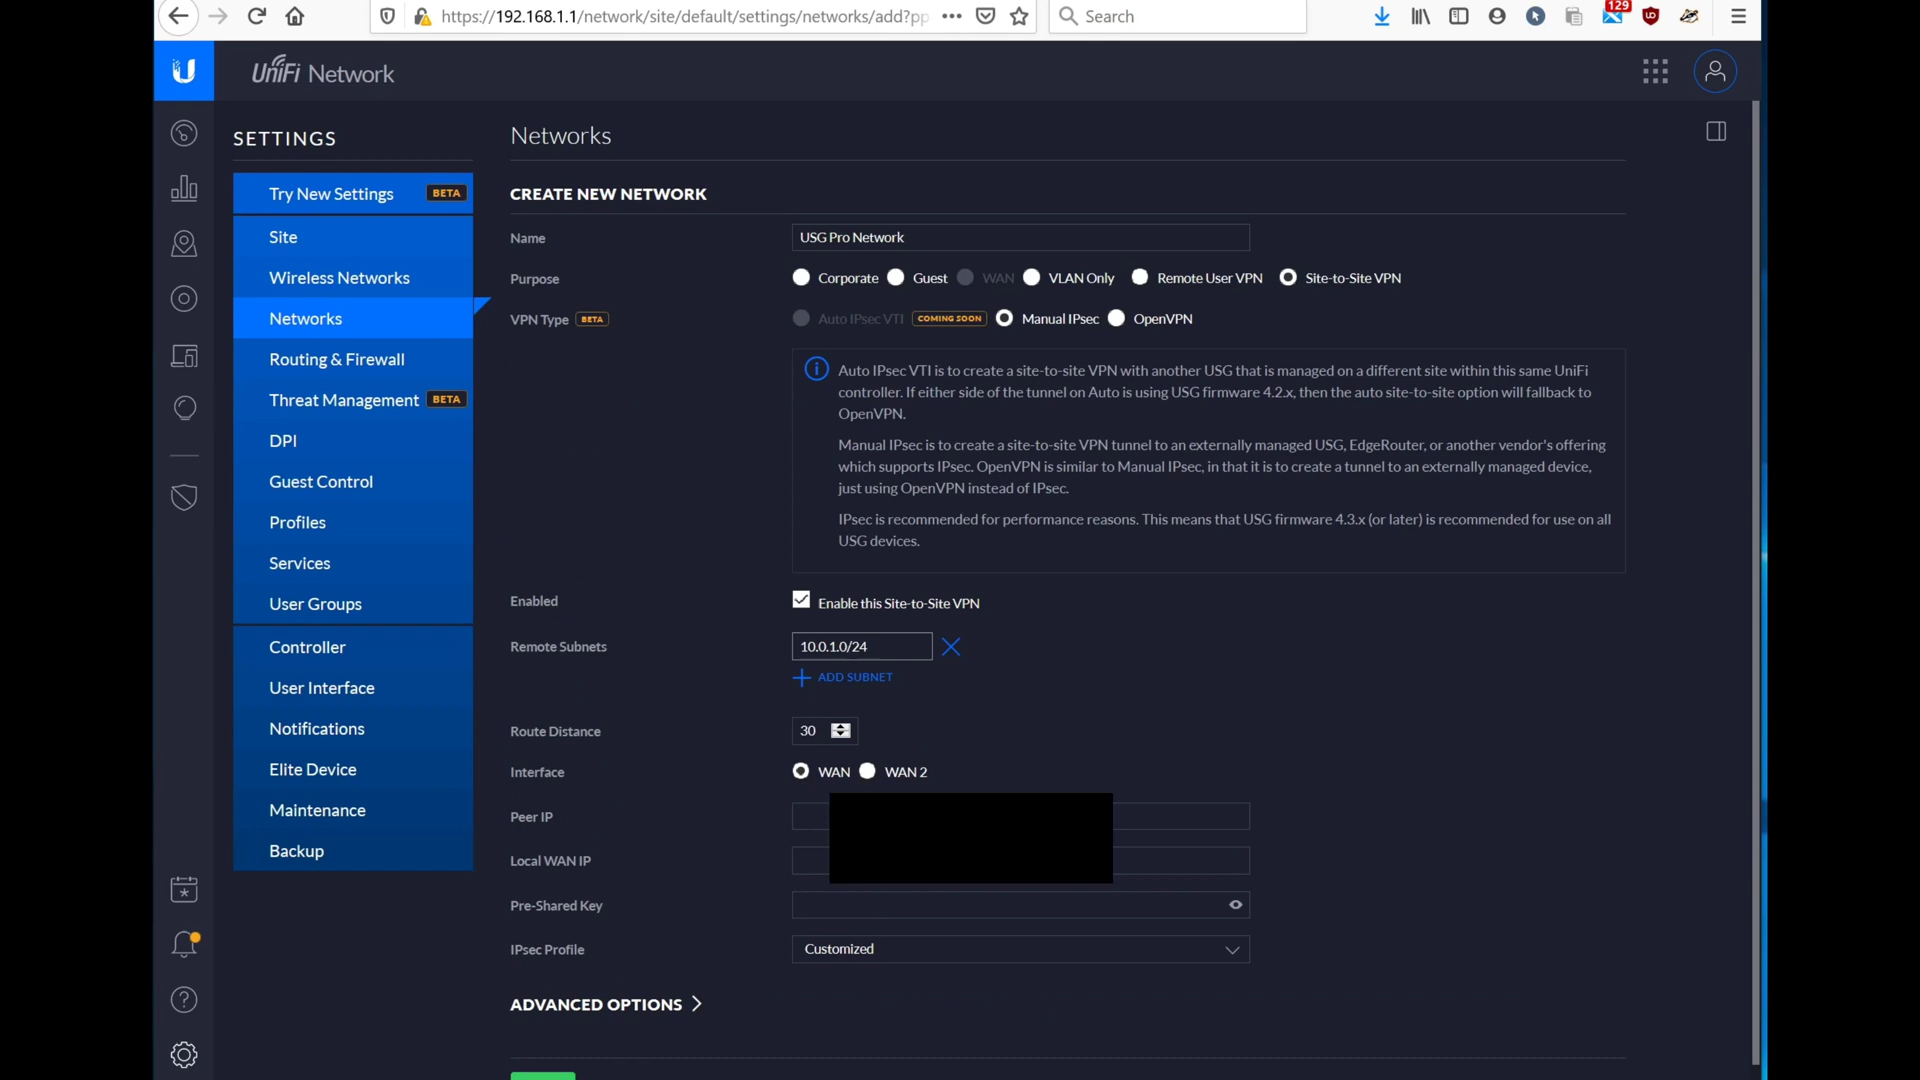 https://192.168.1.1/network/site/default/settings/networks/add?pp
Search
129
UniFi Network
SETTINGS
Networks
Try New Settings BETA
CREATE NEW NETWORK
Site
Name USG Pro Network
Wireless Networks
Purpose Corporate Guest WAN VLAN Only Remote User VPN Site-to-Site VPN
Networks
VPN Type BETA Auto IPsec VTI COMING SOON Manual IPsec OpenVPN
Routing & Firewall
Auto IPsec VTI is to create a site-to-site VPN with another USG that is managed on a different site within this same UniFi
controller. If either side of the tunnel on Auto is using USG firmware 4.2.x, then the auto site-to-site option will fallback to
OpenVPN.
Threat Management BETA
DPI
Manual IPsec is to create a site-to-site VPN tunnel to an externally managed USG, EdgeRouter, or another vendor's offering
which supports IPsec. OpenVPN is similar to Manual IPsec, in that it is to create a tunnel to an externally managed device,
just using OpenVPN instead of IPsec.
Guest Control
Profiles
IPsec is recommended for performance reasons. This means that USG firmware 4.3.x (or later) is recommended for use on all
USG devices.
Services
User Groups
Enabled Enable this Site-to-Site VPN
Controller
Remote Subnets 10.0.1.0/24
ADD SUBNET
User Interface
Notifications
Route Distance 30
Elite Device
Interface WAN WAN 2
Maintenance
Peer IP
Backup
Local WAN IP
Pre-Shared Key
IPsec Profile Customized
ADVANCED OPTIONS